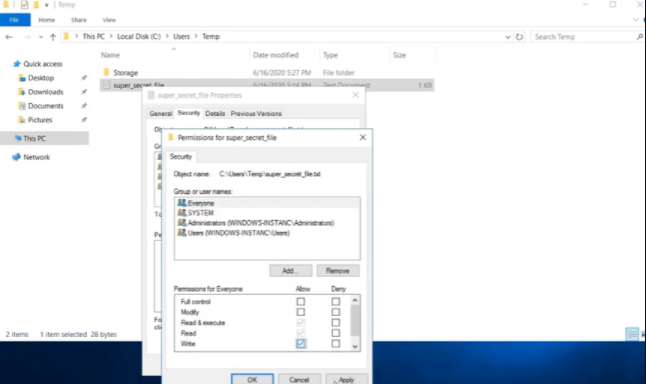 Temp
File
Home
Share
View
This PC > Local Disk (C:) > Users > Temp
Search Temp
Name
Date modified
Type
Size
Quick access
Desktop
Downloads
Documents
Pictures
This PC
Network
Storage
6/16/2020 5:27 PM
File folder
super_secret_file
6/16/2020 5:14 PM
Text Document
1 KB
super_secret_file Properties
General
Security
Details
Previous Versions
Permissions for super_secret_file
Security
Object name:
C:\Users\Temp\super_secret_file.txt
Group or user names:
Everyone
SYSTEM
Administrators (WINDOWS-INSTANC\Administrators)
Users (WINDOWS-INSTANC\Users)
Add...
Remove
Permissions for Everyone
Allow
Deny
Full control
Modify
Read & execute
Read
Write
OK
Cancel
Apply
2 items
1 item selected 28 bytes